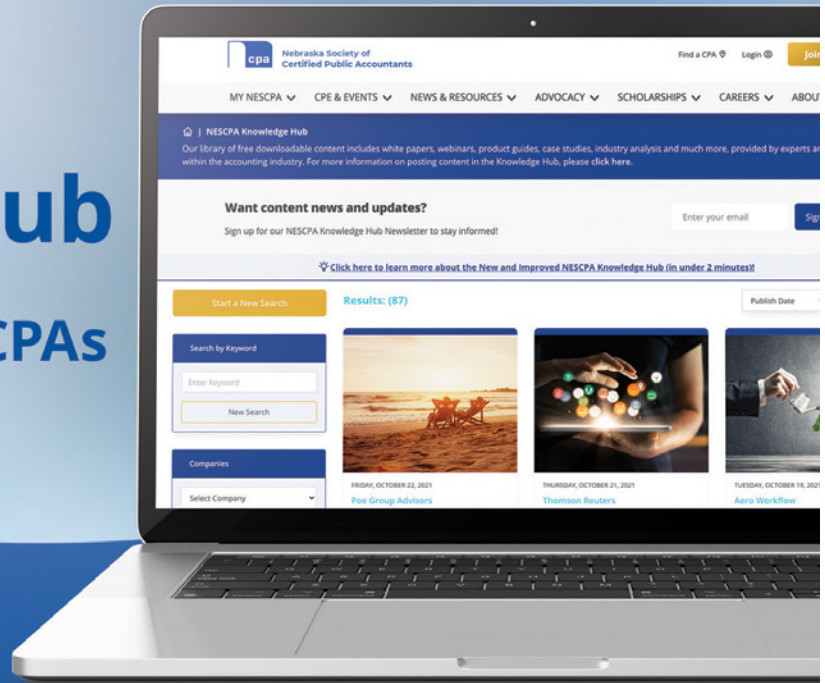 ub
CPAs
cpa
Nebraska Society of
Certified Public Accountants
Find a CPA
Login
Join
MY NESCPA
CPE & EVENTS
NEWS & RESOURCES
ADVOCACY
SCHOLARSHIPS
CAREERS
ABOUT
| NESCPA Knowledge Hub
Our library of free downloadable content includes white papers, webinars, product guides, case studies, industry analysis and much more, provided by experts
within the accounting industry. For more information on posting content in the Knowledge Hub, please click here.
Want content news and updates?
Sign up for our NESCPA Knowledge Hub Newsletter to stay informed!
Enter your email
Sign
Click here to learn more about the New and Improved NESCPA Knowledge Hub (in under 2 minutes)!
Start a New Search
Results: (87)
Publish Date
Search by Keyword
Enter Keyword
New Search
Companies
Select Company
FRIDAY, OCTOBER 22, 2021
Poe Group Advisors
THURSDAY, OCTOBER 21, 2021
Thomson Reuters
TUESDAY, OCTOBER 19, 2021
Aero Workflow